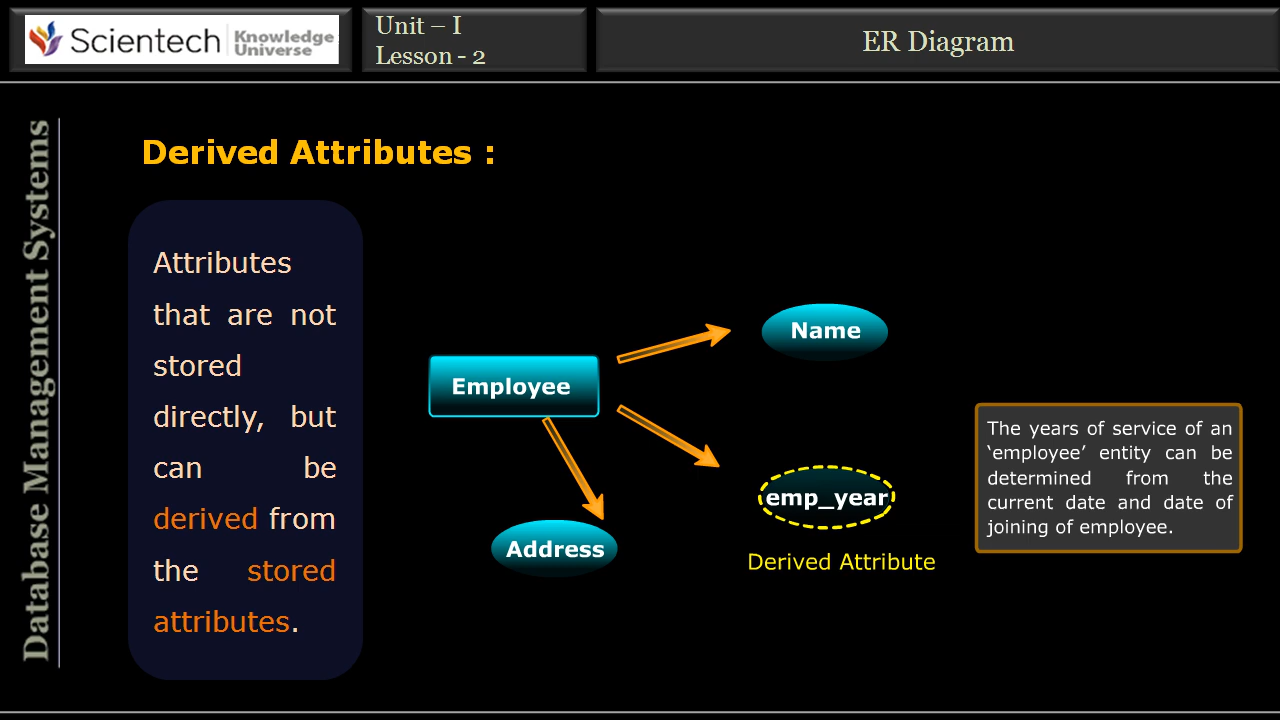 Scientech Knowledge Universe
Unit – I
Lesson - 2
ER Diagram
Database Management Systems
Derived Attributes :
Attributes
that are not
stored
directly, but
can be
derived from
the stored
attributes.
Name
Employee
emp_year
Address
Derived Attribute
The years of service of an
‘employee’ entity can be
determined from the
current date and date of
joining of employee.